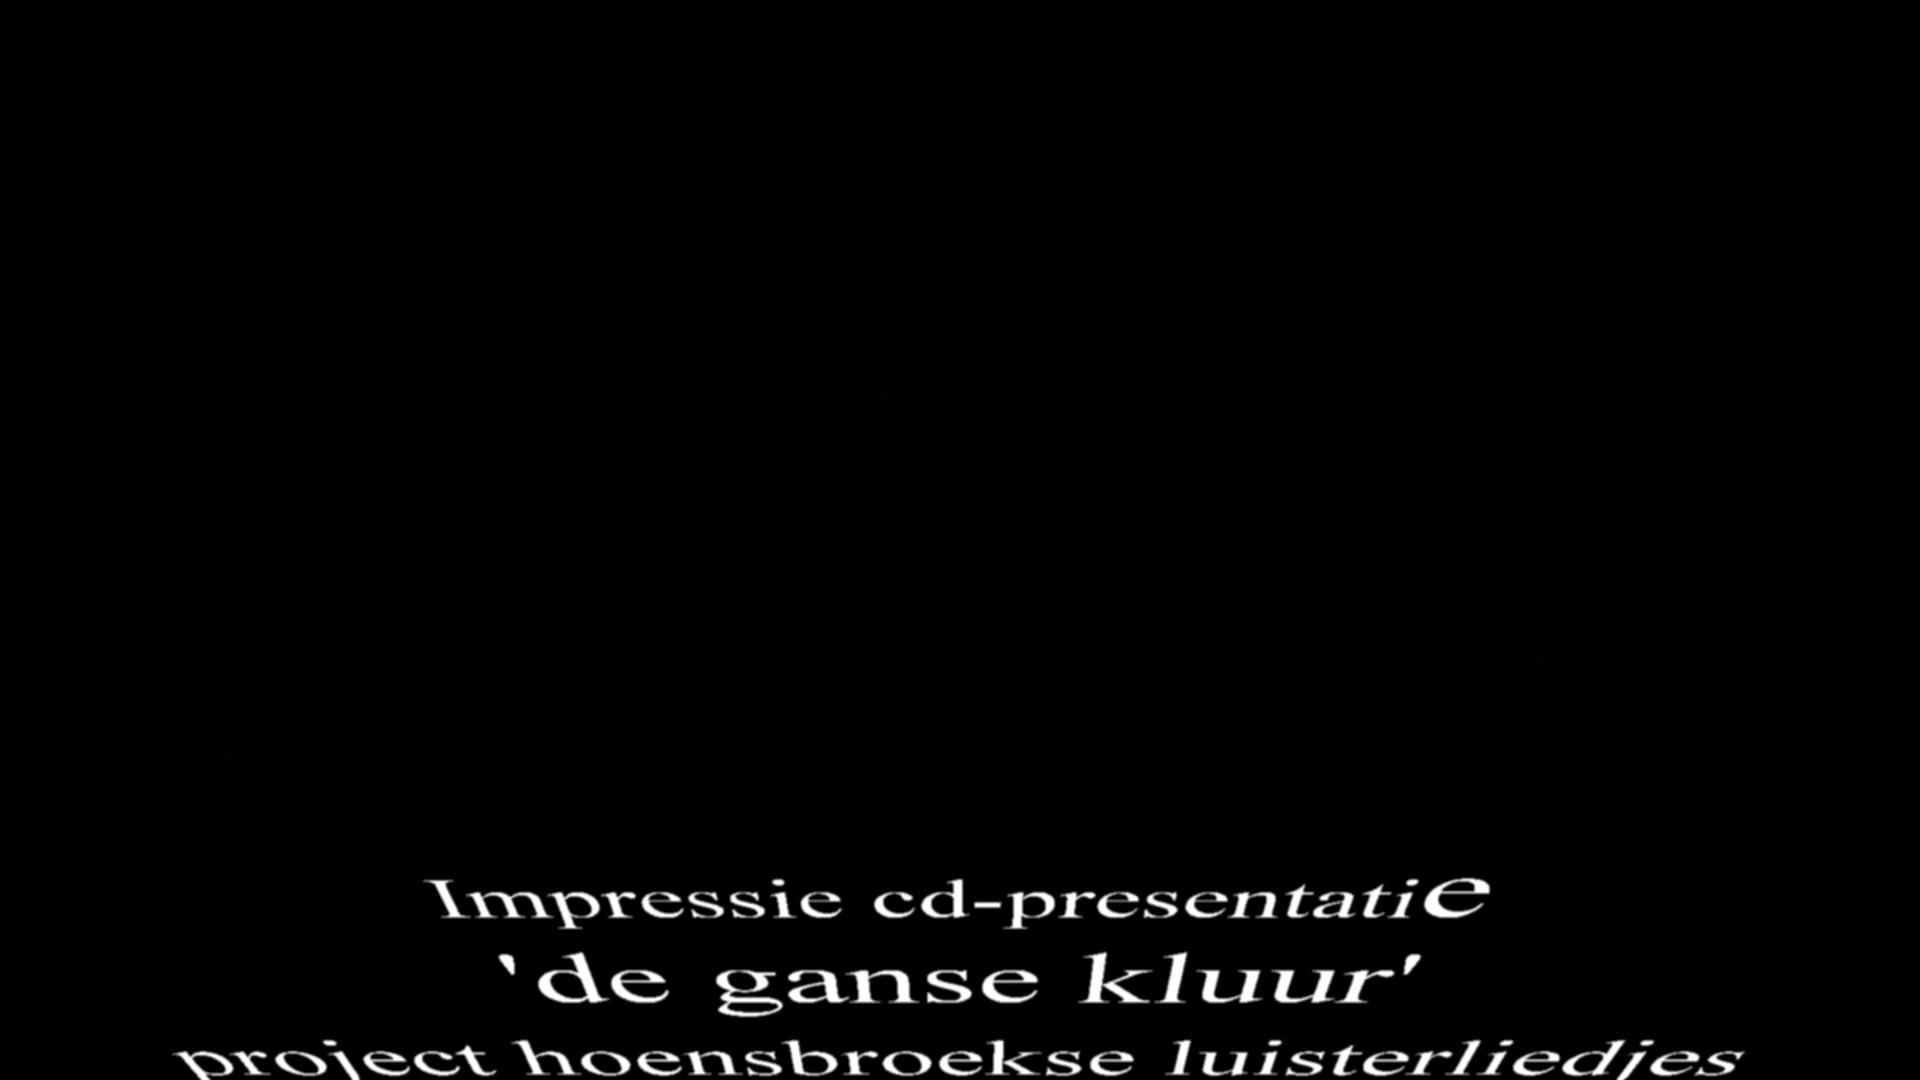 Impressie cd-presentatie
'de ganse kluur'
project hoensbroekse luisterliedjes